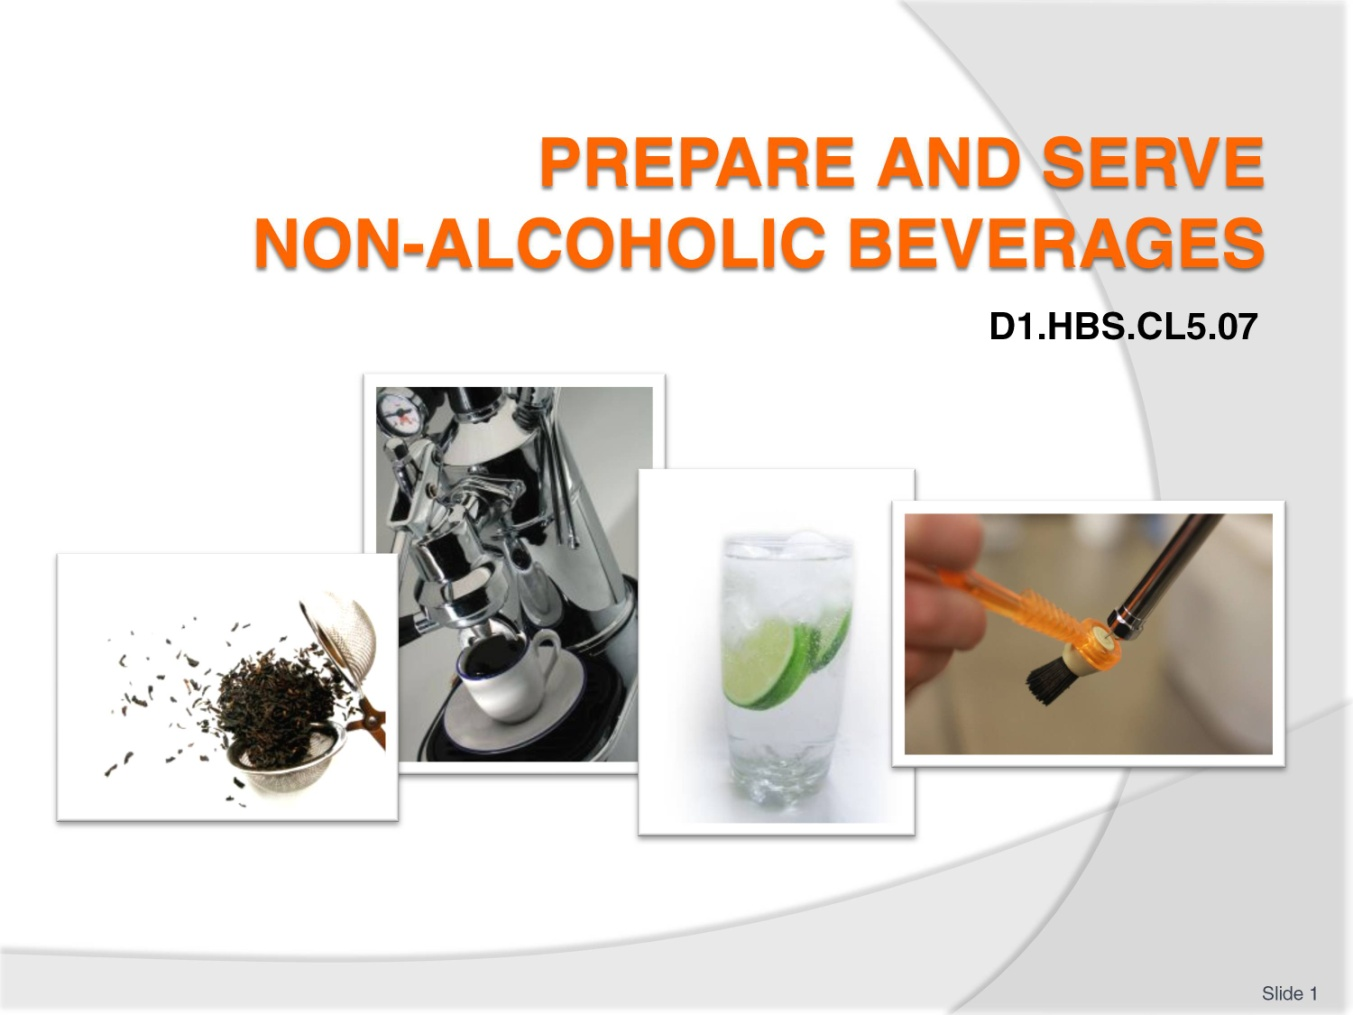 PREPARE AND SERVE
NON-ALCOHOLIC BEVERAGES
D1.HBS.CL5.07
Slide 1